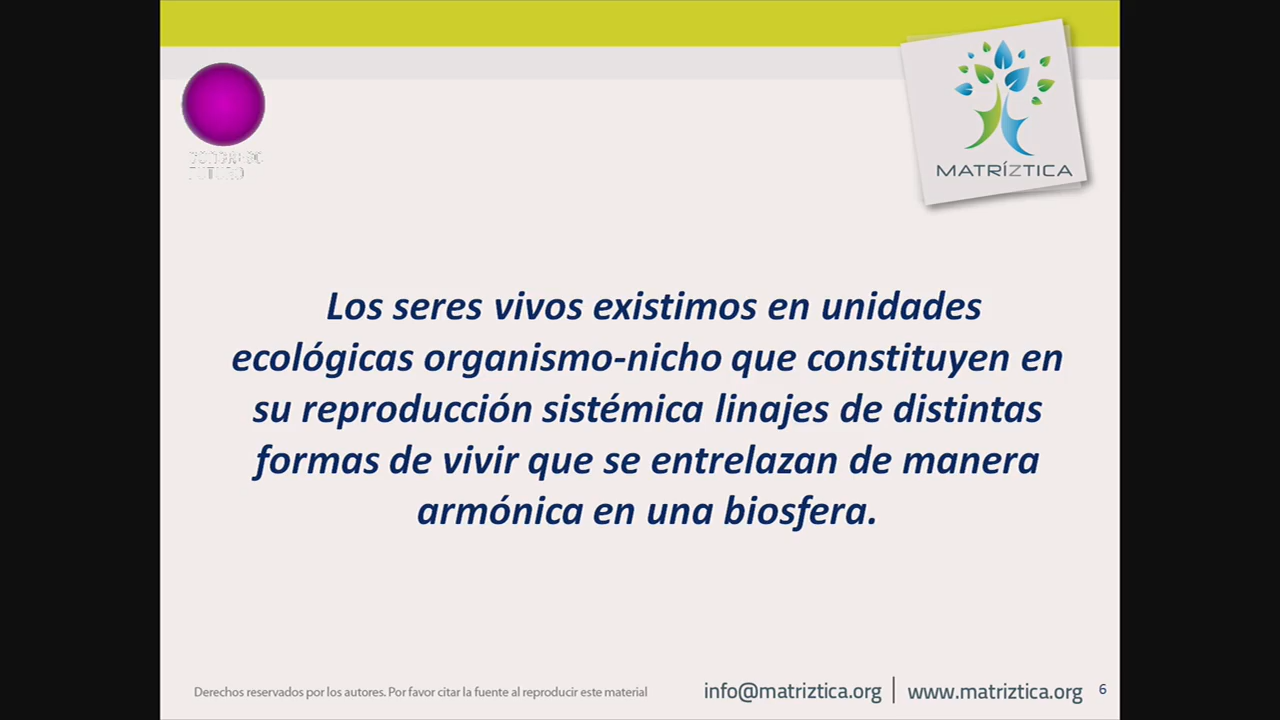 MATRÍZTICA
Los seres vivos existimos en unidades
ecológicas organismo-nicho que constituyen en
su reproducción sistémica linajes de distintas
formas de vivir que se entrelazan de manera
armónica en una biosfera.
Derechos reservados por los autores. Por favor citar la fuente al reproducir este material
info@matriztica.org | www.matriztica.org 6